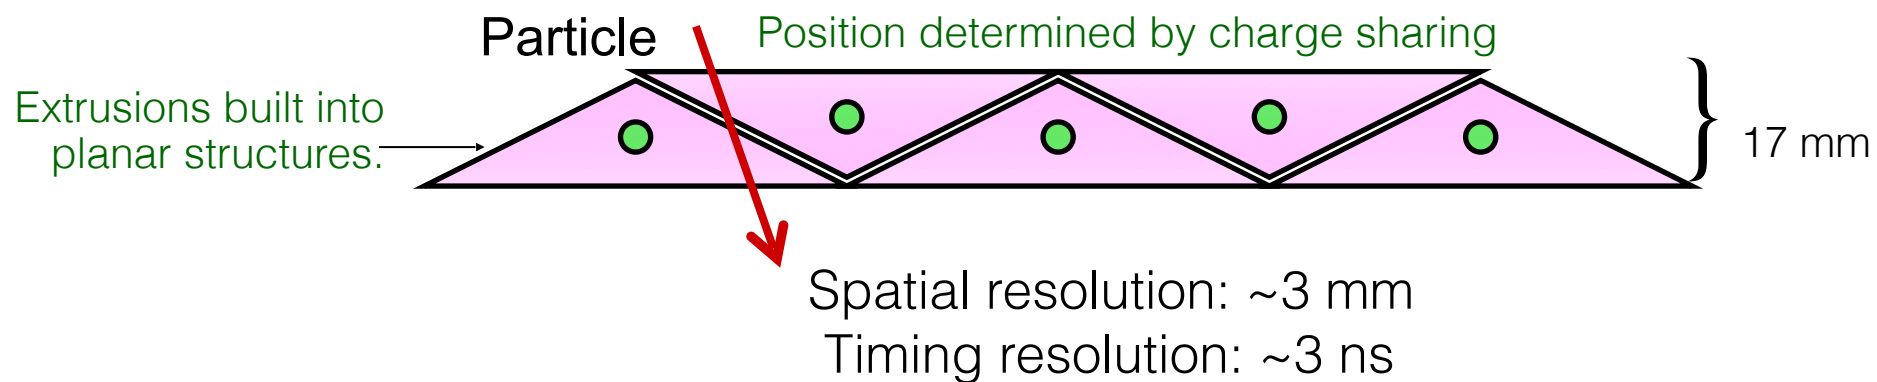 Particle
Position determined by charge sharing
Extrusions built into
planar structures.
17 mm
Spatial resolution: ~3 mm
Timing resolution: ~3 ns